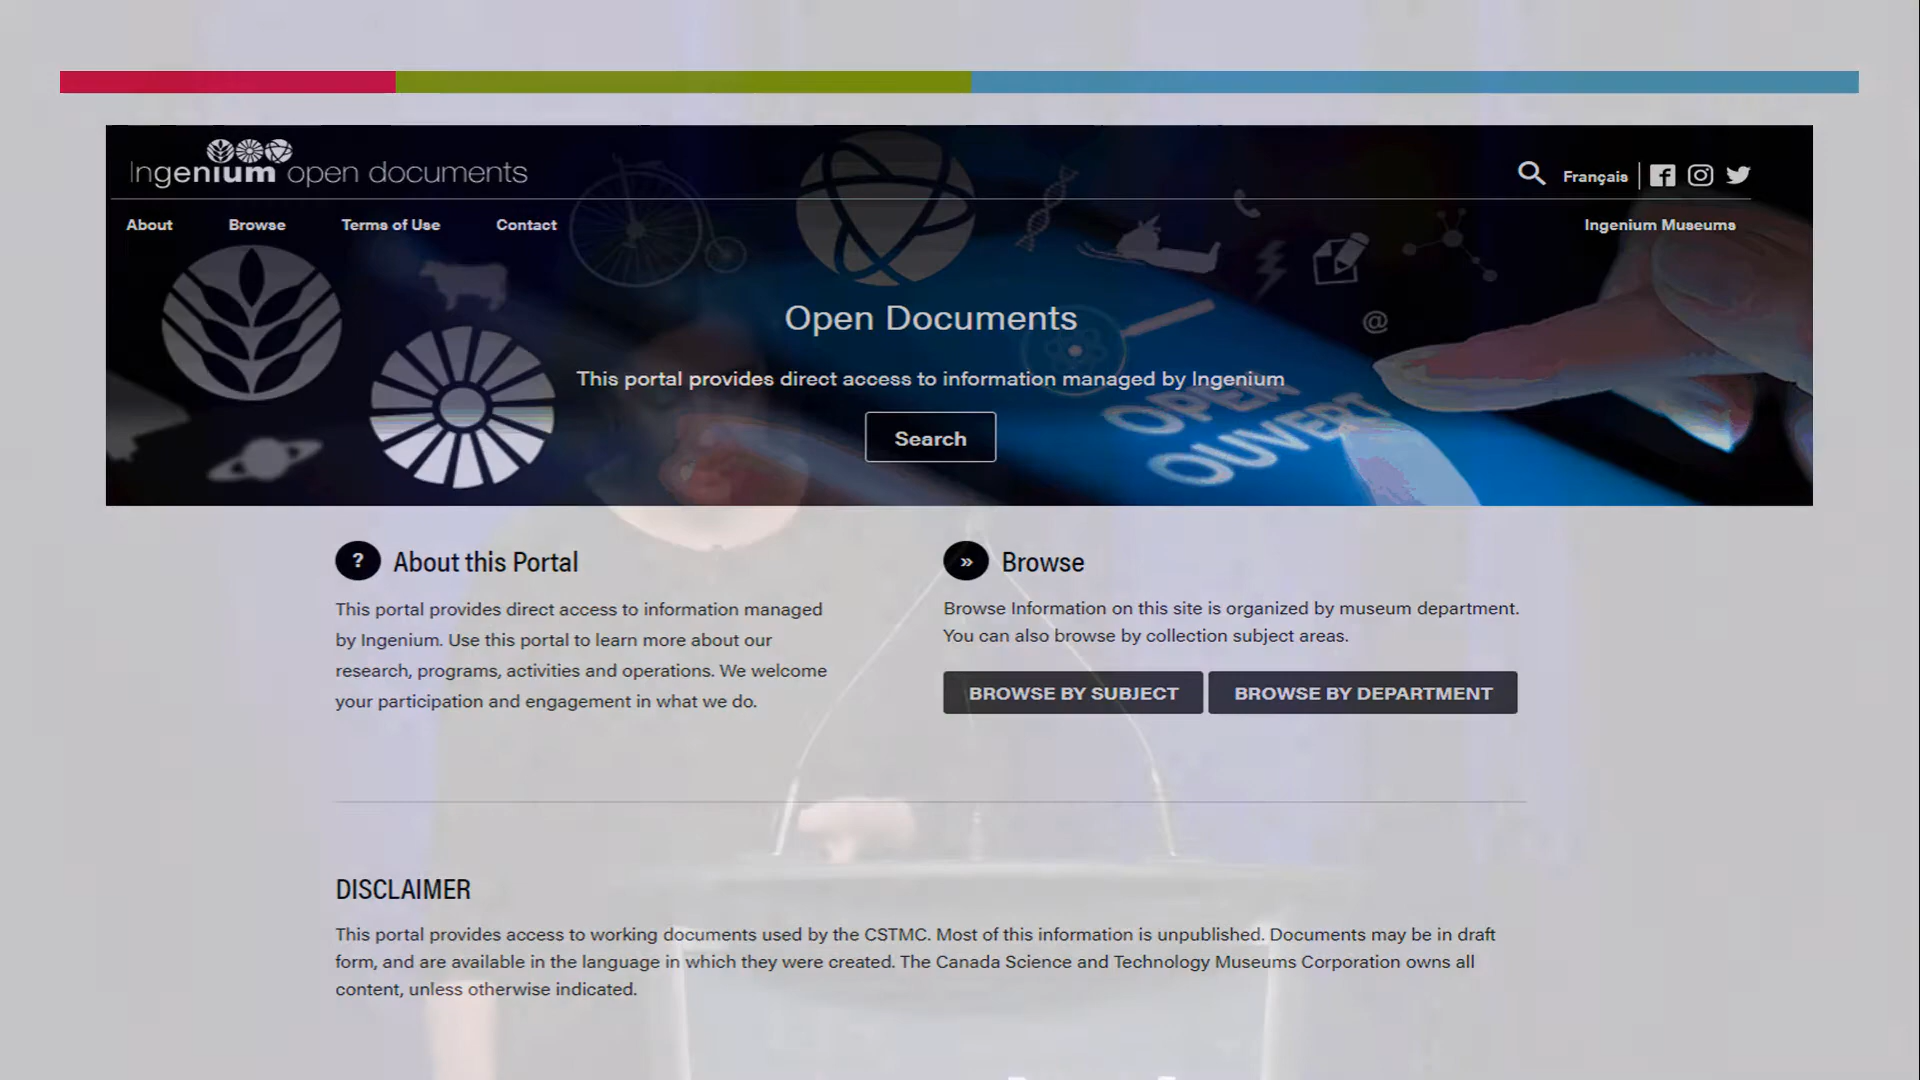 Ingenium open documents
Français
About
Browse
Terms of Use
Contact
Ingenium Museums
Open Documents
@
This portal provides direct access to information managed by Ingenium
OPEN
OUVERT
Search
? About this Portal
This portal provides direct access to information managed
by Ingenium. Use this portal to learn more about our
research, programs, activities and operations. We welcome
your participation and engagement in what we do.
» Browse
Browse Information on this site is organized by museum department.
You can also browse by collection subject areas.
BROWSE BY SUBJECT
BROWSE BY DEPARTMENT
DISCLAIMER
This portal provides access to working documents used by the CSTMC. Most of this information is unpublished. Documents may be in draft
form, and are available in the language in which they were created. The Canada Science and Technology Museums Corporation owns all
content, unless otherwise indicated.